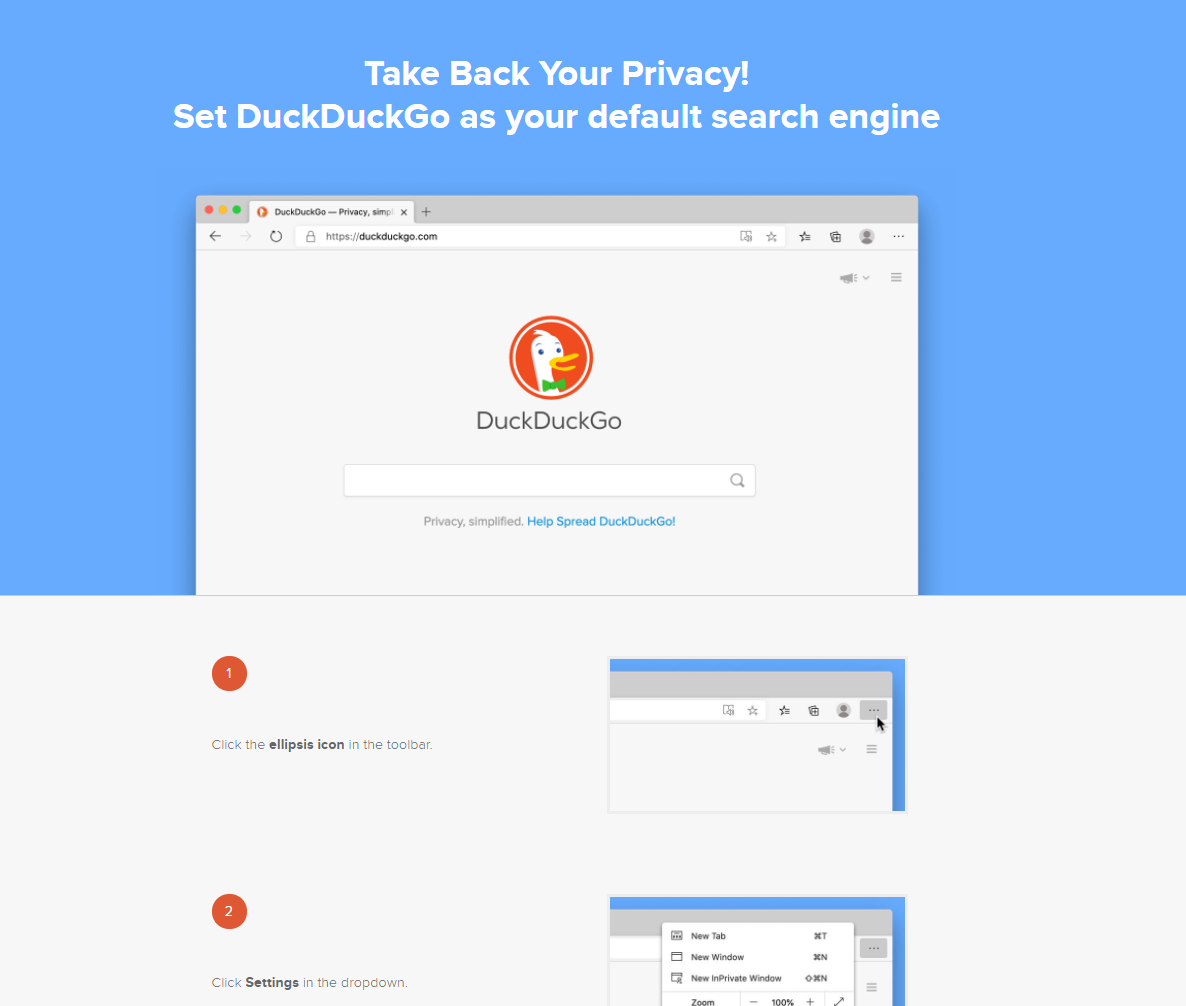 Take Back Your Privacy!
Set DuckDuckGo as your default search engine
DuckDuckGo — Privacy, simpl
https://duckduckgo.com
DuckDuckGo
Privacy, simplified. Help Spread DuckDuckGo!
1
Click the ellipsis icon in the toolbar.
2
New Tab ⌘T
New Window ⌘N
New InPrivate Window ⇧⌘N
Click Settings in the dropdown.
Zoom — 100% +